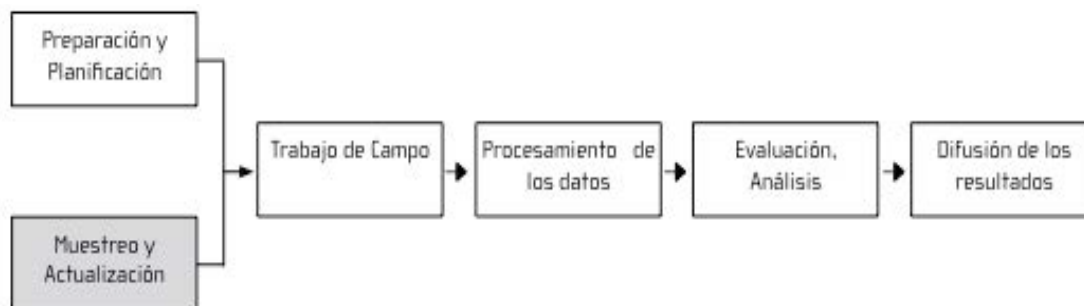 Preparación y
Planificación
Muestreo y
Actualización
Trabajo de Campo
Procesamiento de
los datos
Evaluación,
Análisis
Difusión de los
resultados